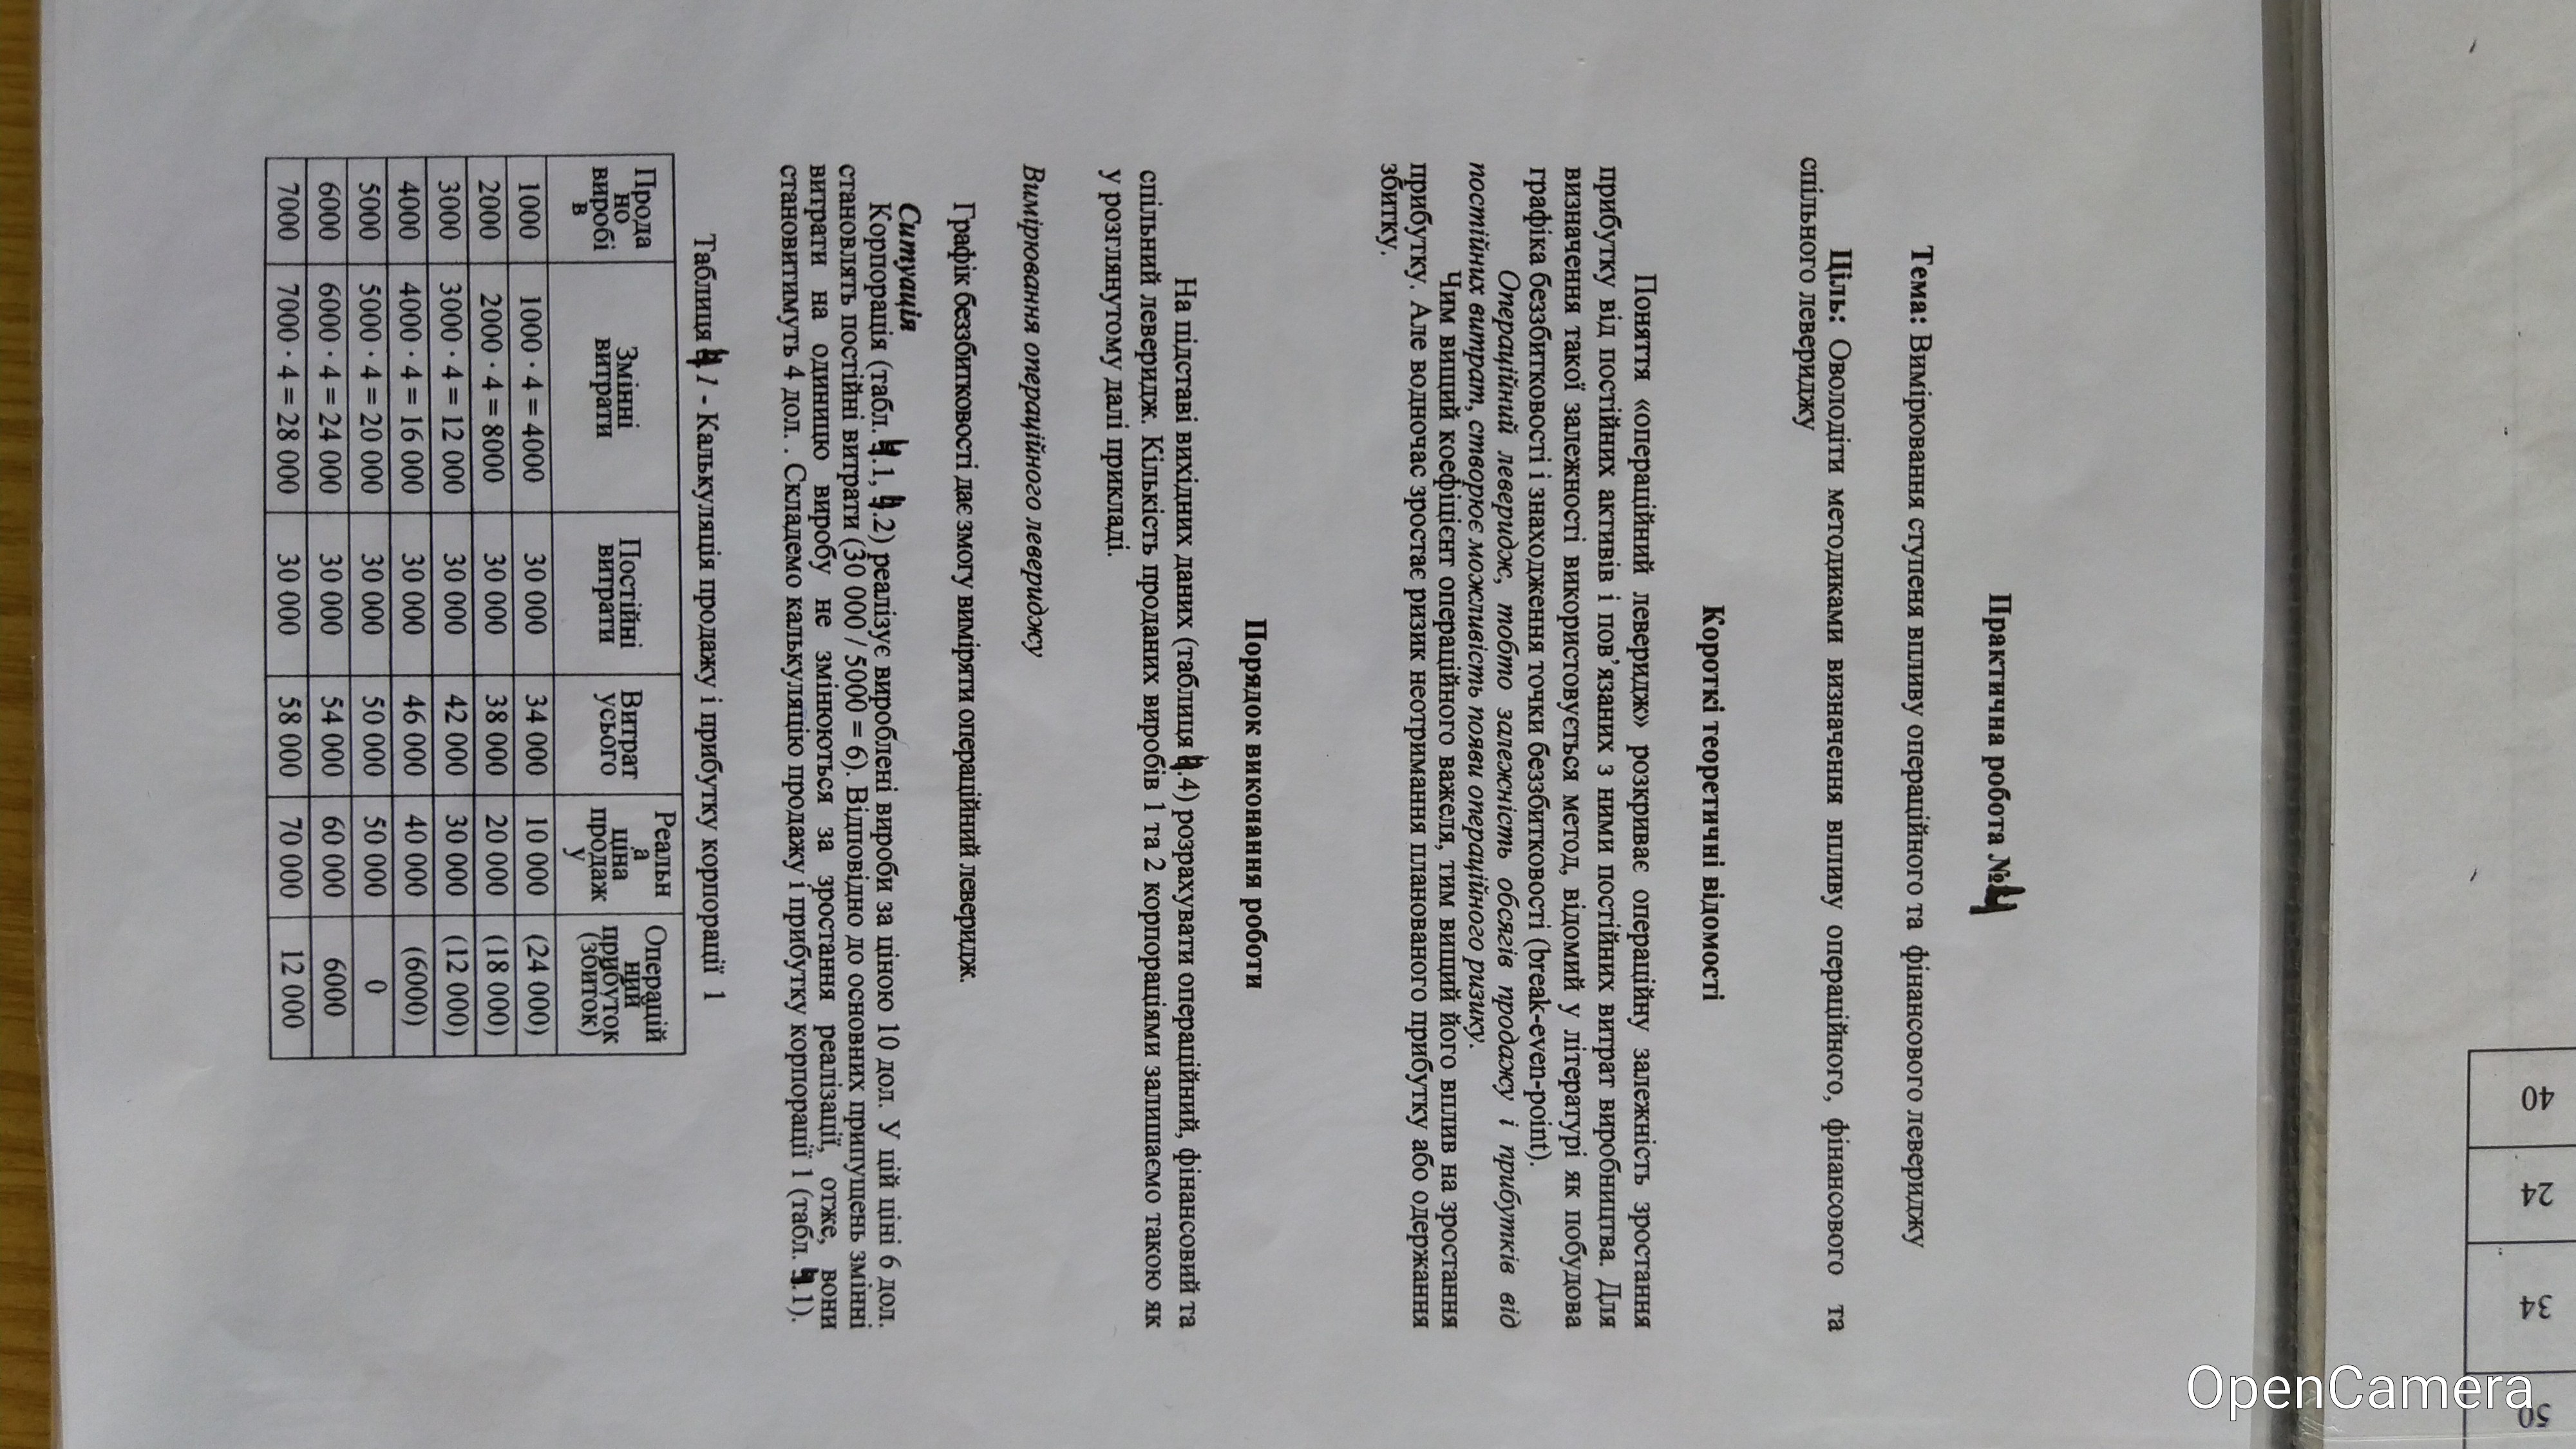 Практична робота №4
Тема: Вимірювання ступеня впливу операційного та фінансового левериджу
Ціль: Оволодіти методиками визначення впливу операційного, фінансового та
спільного левериджу
Короткі теоретичні відомості
Поняття «операційний леверидж» розкриває операційну залежність зростання
прибутку від постійних активів і пов’язаних з ними постійних витрат виробництва. Для
визначення такої залежності використовується метод, відомий у літературі як побудова
графіка беззбитковості і знаходження точки беззбитковості (break-even-point).
Операційний леверидж, тобто залежність обсягів продажу і прибутків від
постійних витрат, створює можливість появи операційного ризику.
Чим вищий коефіцієнт операційного важеля, тим вищий його вплив на зростання
прибутку. Але водночас зростає ризик неотримання планованого прибутку або одержання
збитку.
Порядок виконання роботи
На підставі вихідних даних (таблиця 4.4) розрахувати операційний, фінансовий та
спільний леверидж. Кількість проданих виробів 1 та 2 корпораціями залишаємо такою як
у розглянутому далі прикладі.
Вимірювання операційного левериджу
Графік беззбитковості дає змогу виміряти операційний леверидж.
Ситуація
Корпорація (табл. 4.1, 4.2) реалізує вироблені вироби за ціною 10 дол. У цій ціні 6 дол.
становлять постійні витрати (30 000 / 5000 = 6). Відповідно до основних припущень змінні
витрати на одиницю виробу не змінюються за зростання реалізації, отже, вони
становитимуть 4 дол. . Складемо калькуляцію продажу і прибутку корпорації 1 (табл. 4.1).
Таблиця 4 1 - Калькуляція продажу і прибутку корпорації 1
Прода
но
виробі
в
Змінні
витрати
Постійні
витрати
Витрат
усього
Реальн
а
ціна
продаж
у
Операцій
ний
прибуток
(збиток)
1000 1000 · 4 = 4000 30 000 34 000 10 000 (24 000)
2000 2000 · 4 = 8000 30 000 38 000 20 000 (18 000)
3000 3000 · 4 = 12 000 30 000 42 000 30 000 (12 000)
4000 4000 · 4 = 16 000 30 000 46 000 40 000 (6000)
5000 5000 · 4 = 20 000 30 000 50 000 50 000 0
6000 6000 · 4 = 24 000 30 000 54 000 60 000 6000
7000 7000 · 4 = 28 000 30 000 58 000 70 000 12 000
40
24
34
50
OpenCamera